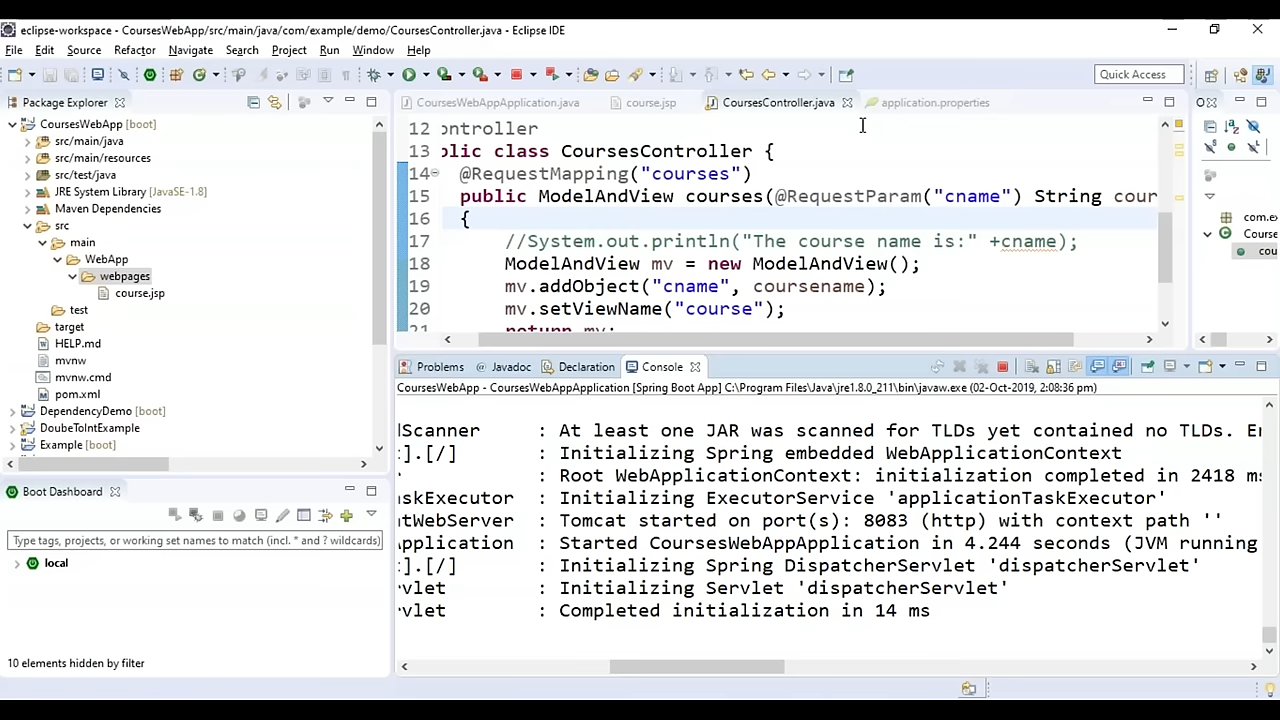 eclipse-workspace - CoursesWebApp/src/main/java/com/example/demo/CoursesController.java - Eclipse IDE
File Edit Source Refactor Navigate Search Project Run Window Help
Quick Access
Package Explorer
CoursesWebApp [boot]
src/main/java
src/main/resources
src/test/java
JRE System Library [JavaSE-1.8]
Maven Dependencies
src
main
WebApp
webpages
course.jsp
test
target
HELP.md
mvnw
mvnw.cmd
pom.xml
DependencyDemo [boot]
DoubeToIntExample
Example [boot]
Boot Dashboard
Type tags, projects, or working set names to match (incl. * and ? wildcards)
local
10 elements hidden by filter
CoursesWebAppApplication.java course.jsp CoursesController.java application.properties
12 ontroller
13 olic class CoursesController {
14 @RequestMapping("courses")
15 public ModelAndView courses(@RequestParam("cname") String cour
16 {
17 //System.out.println("The course name is:" +cname);
18 ModelAndView mv = new ModelAndView();
19 mv.addObject("cname", coursename);
20 mv.setViewName("course");
21 return mv;
O
com.e
Course
cou
Problems Javadoc Declaration Console
CoursesWebApp - CoursesWebAppApplication [Spring Boot App] C:\Program Files\Java\jre1.8.0_211\bin\javaw.exe (02-Oct-2019, 2:08:36 pm)
lScanner : At least one JAR was scanned for TLDs yet contained no TLDs. En
t].[/] : Initializing Spring embedded WebApplicationContext
r : Root WebApplicationContext: initialization completed in 2418 ms
askExecutor : Initializing ExecutorService 'applicationTaskExecutor'
atWebServer : Tomcat started on port(s): 8083 (http) with context path ''
Application : Started CoursesWebAppApplication in 4.244 seconds (JVM running
t].[/] : Initializing Spring DispatcherServlet 'dispatcherServlet'
rvlet : Initializing Servlet 'dispatcherServlet'
rvlet : Completed initialization in 14 ms